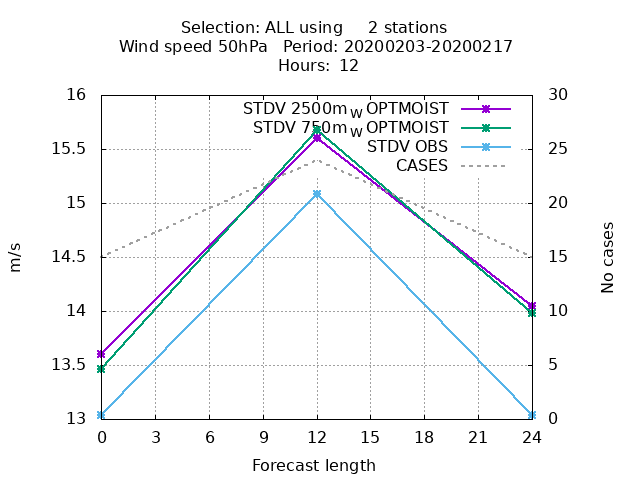 Selection: ALL using 2 stations
Wind speed 50hPa Period: 20200203-20200217
Hours: 12
STDV 2500m_W OPTMOIST
STDV 750m_W OPTMOIST
STDV OBS
CASES
16
15.5
15
14.5
14
13.5
13
30
25
20
15
10
5
0
m/s
No cases
0 3 6 9 12 15 18 21 24
Forecast length